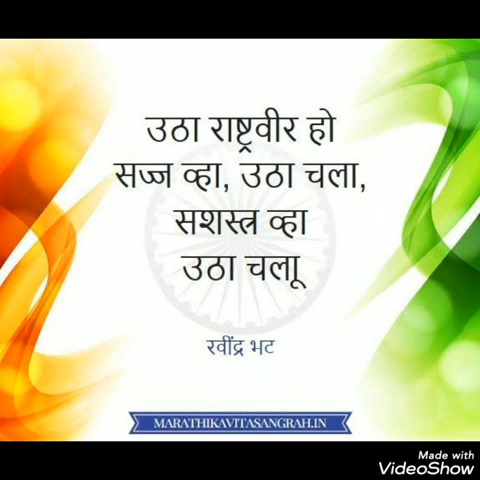 उठा राष्ट्रवीर हो
सज्ज व्हा, उठा चला,
सशस्त्र व्हा
उठा चलाू
रवींद्र भट
MARATHIKAVITASANGRAH.IN
Made with
VideoShow